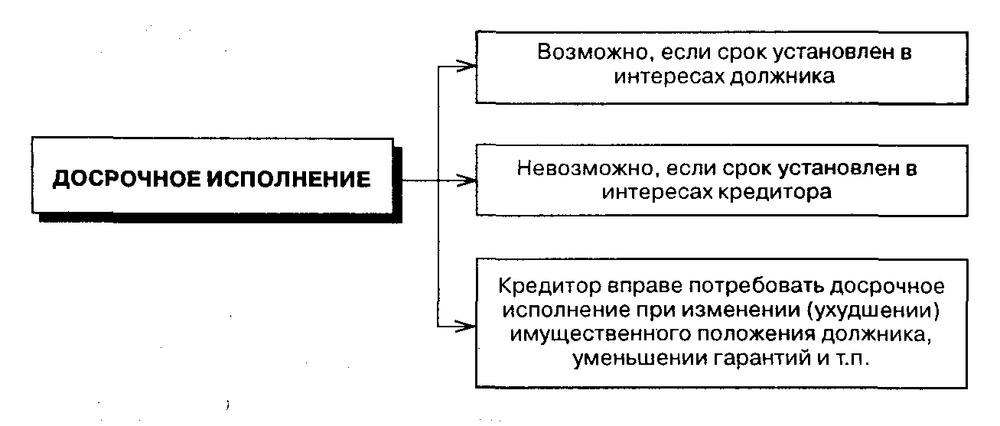 Возможно, если срок установлен в
интересах должника
ДОСРОЧНОЕ ИСПОЛНЕНИЕ
Невозможно, если срок установлен в
интересах кредитора
Кредитор вправе потребовать досрочное
исполнение при изменении (ухудшении)
имущественного положения должника,
уменьшении гарантий и т.п.